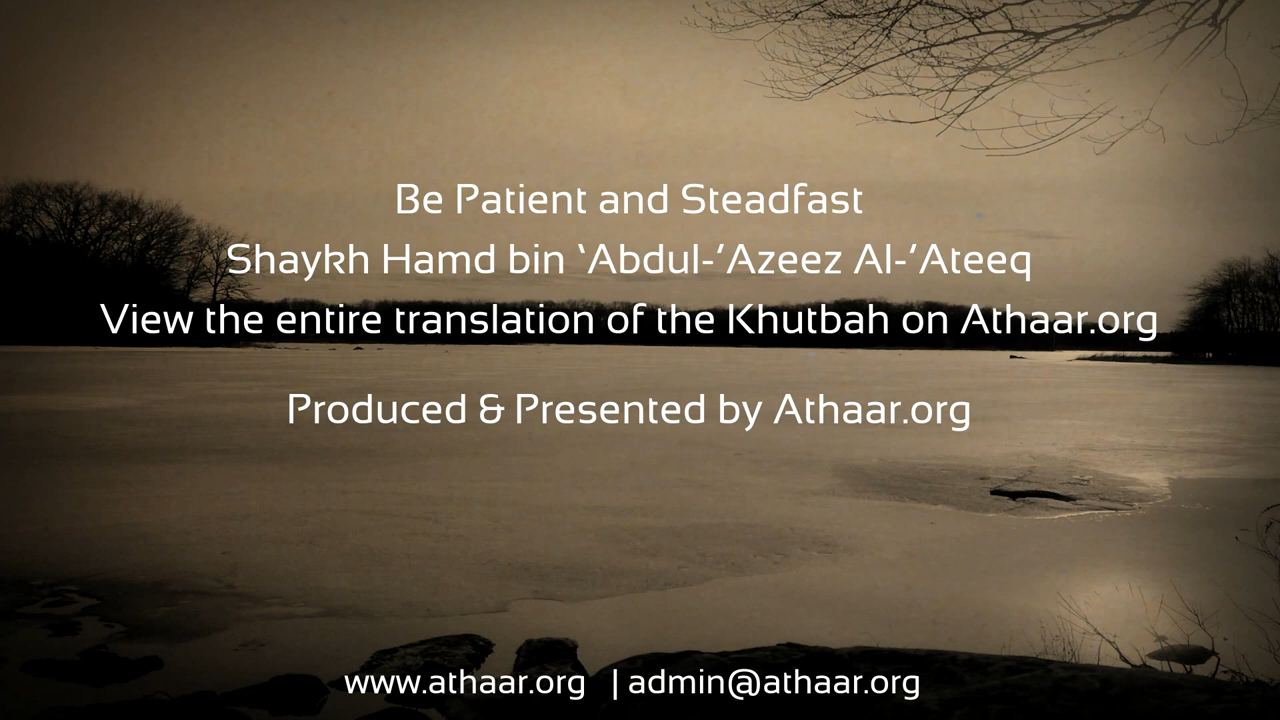 Be Patient and Steadfast
Shaykh Hamd bin ‘Abdul-’Azeez Al-’Ateeq
View the entire translation of the Khutbah on Athaar.org
Produced & Presented by Athaar.org
www.athaar.org | admin@athaar.org